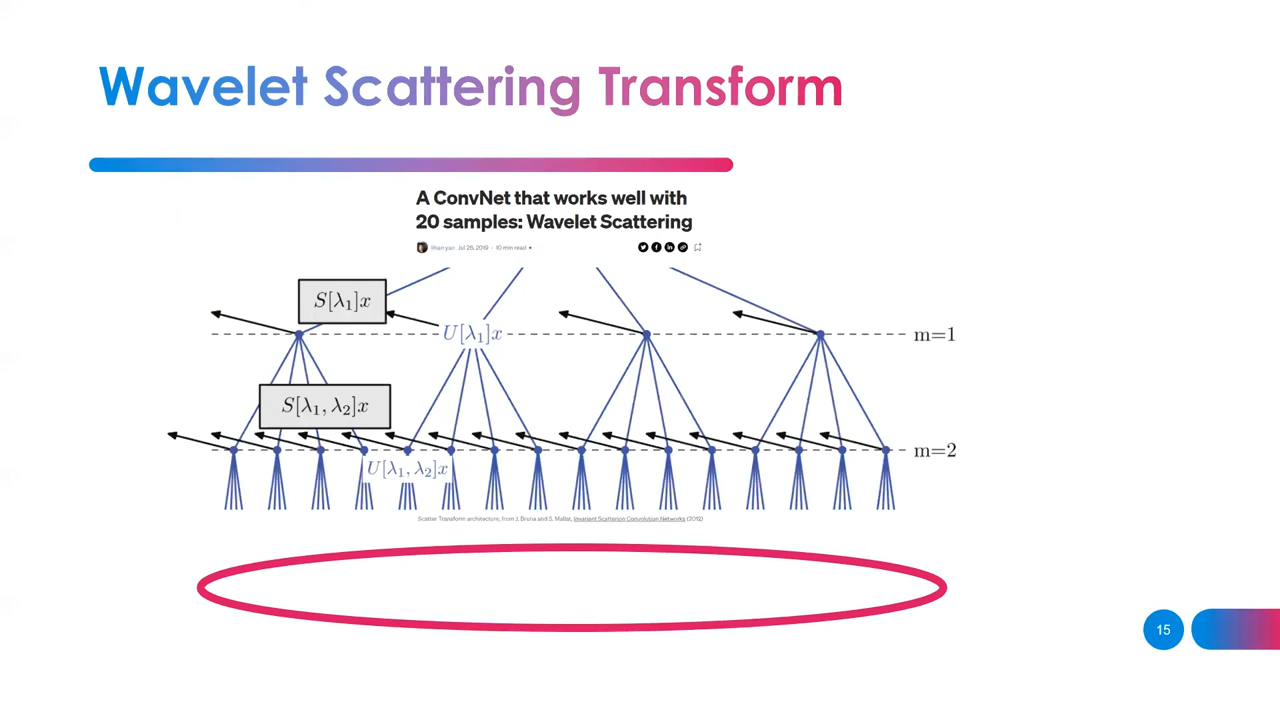 Wavelet Scattering Transform
A ConvNet that works well with
20 samples: Wavelet Scattering
Jul 26, 2019 · 10 min read
S[λ₁]x
U[λ₁]x
m=1
S[λ₁, λ₂]x
m=2
U[λ₁, λ₂]x
Scatter Transform architecture, from J. Bruna and S. Mallat, Invariant Scatterion Convolution Networks (2012)
15